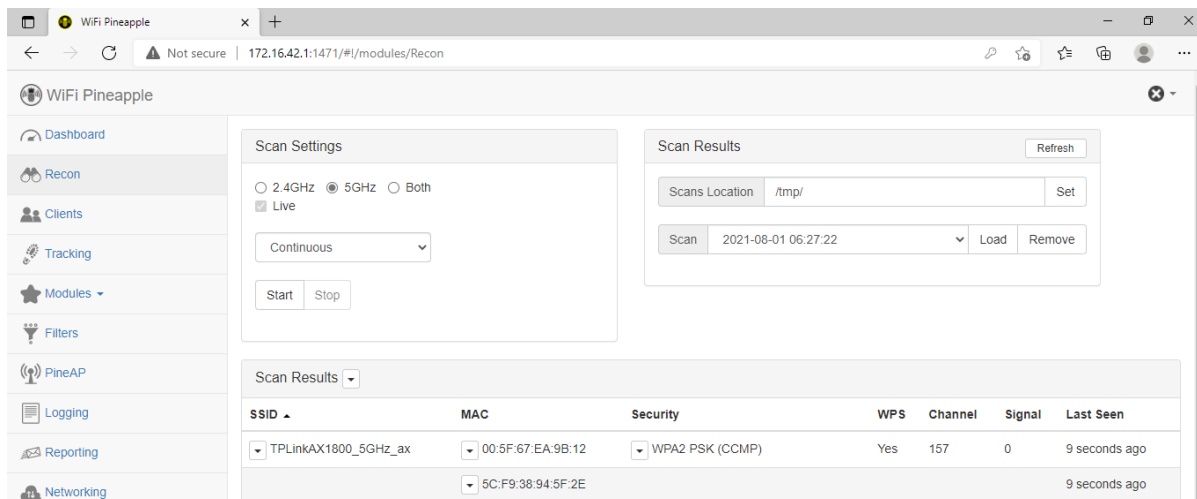 WiFi Pineapple
Not secure | 172.16.42.1:1471/#!/modules/Recon
WiFi Pineapple
Dashboard
Recon
Clients
Tracking
Modules
Filters
PineAP
Logging
Reporting
Networking
Scan Settings
2.4GHz 5GHz Both
Live
Continuous
Start Stop
Scan Results Refresh
Scans Location /tmp/ Set
Scan 2021-08-01 06:27:22 Load Remove
Scan Results
SSID MAC Security WPS Channel Signal Last Seen
TPLinkAX1800_5GHz_ax 00:5F:67:EA:9B:12 WPA2 PSK (CCMP) Yes 157 0 9 seconds ago
5C:F9:38:94:5F:2E 9 seconds ago